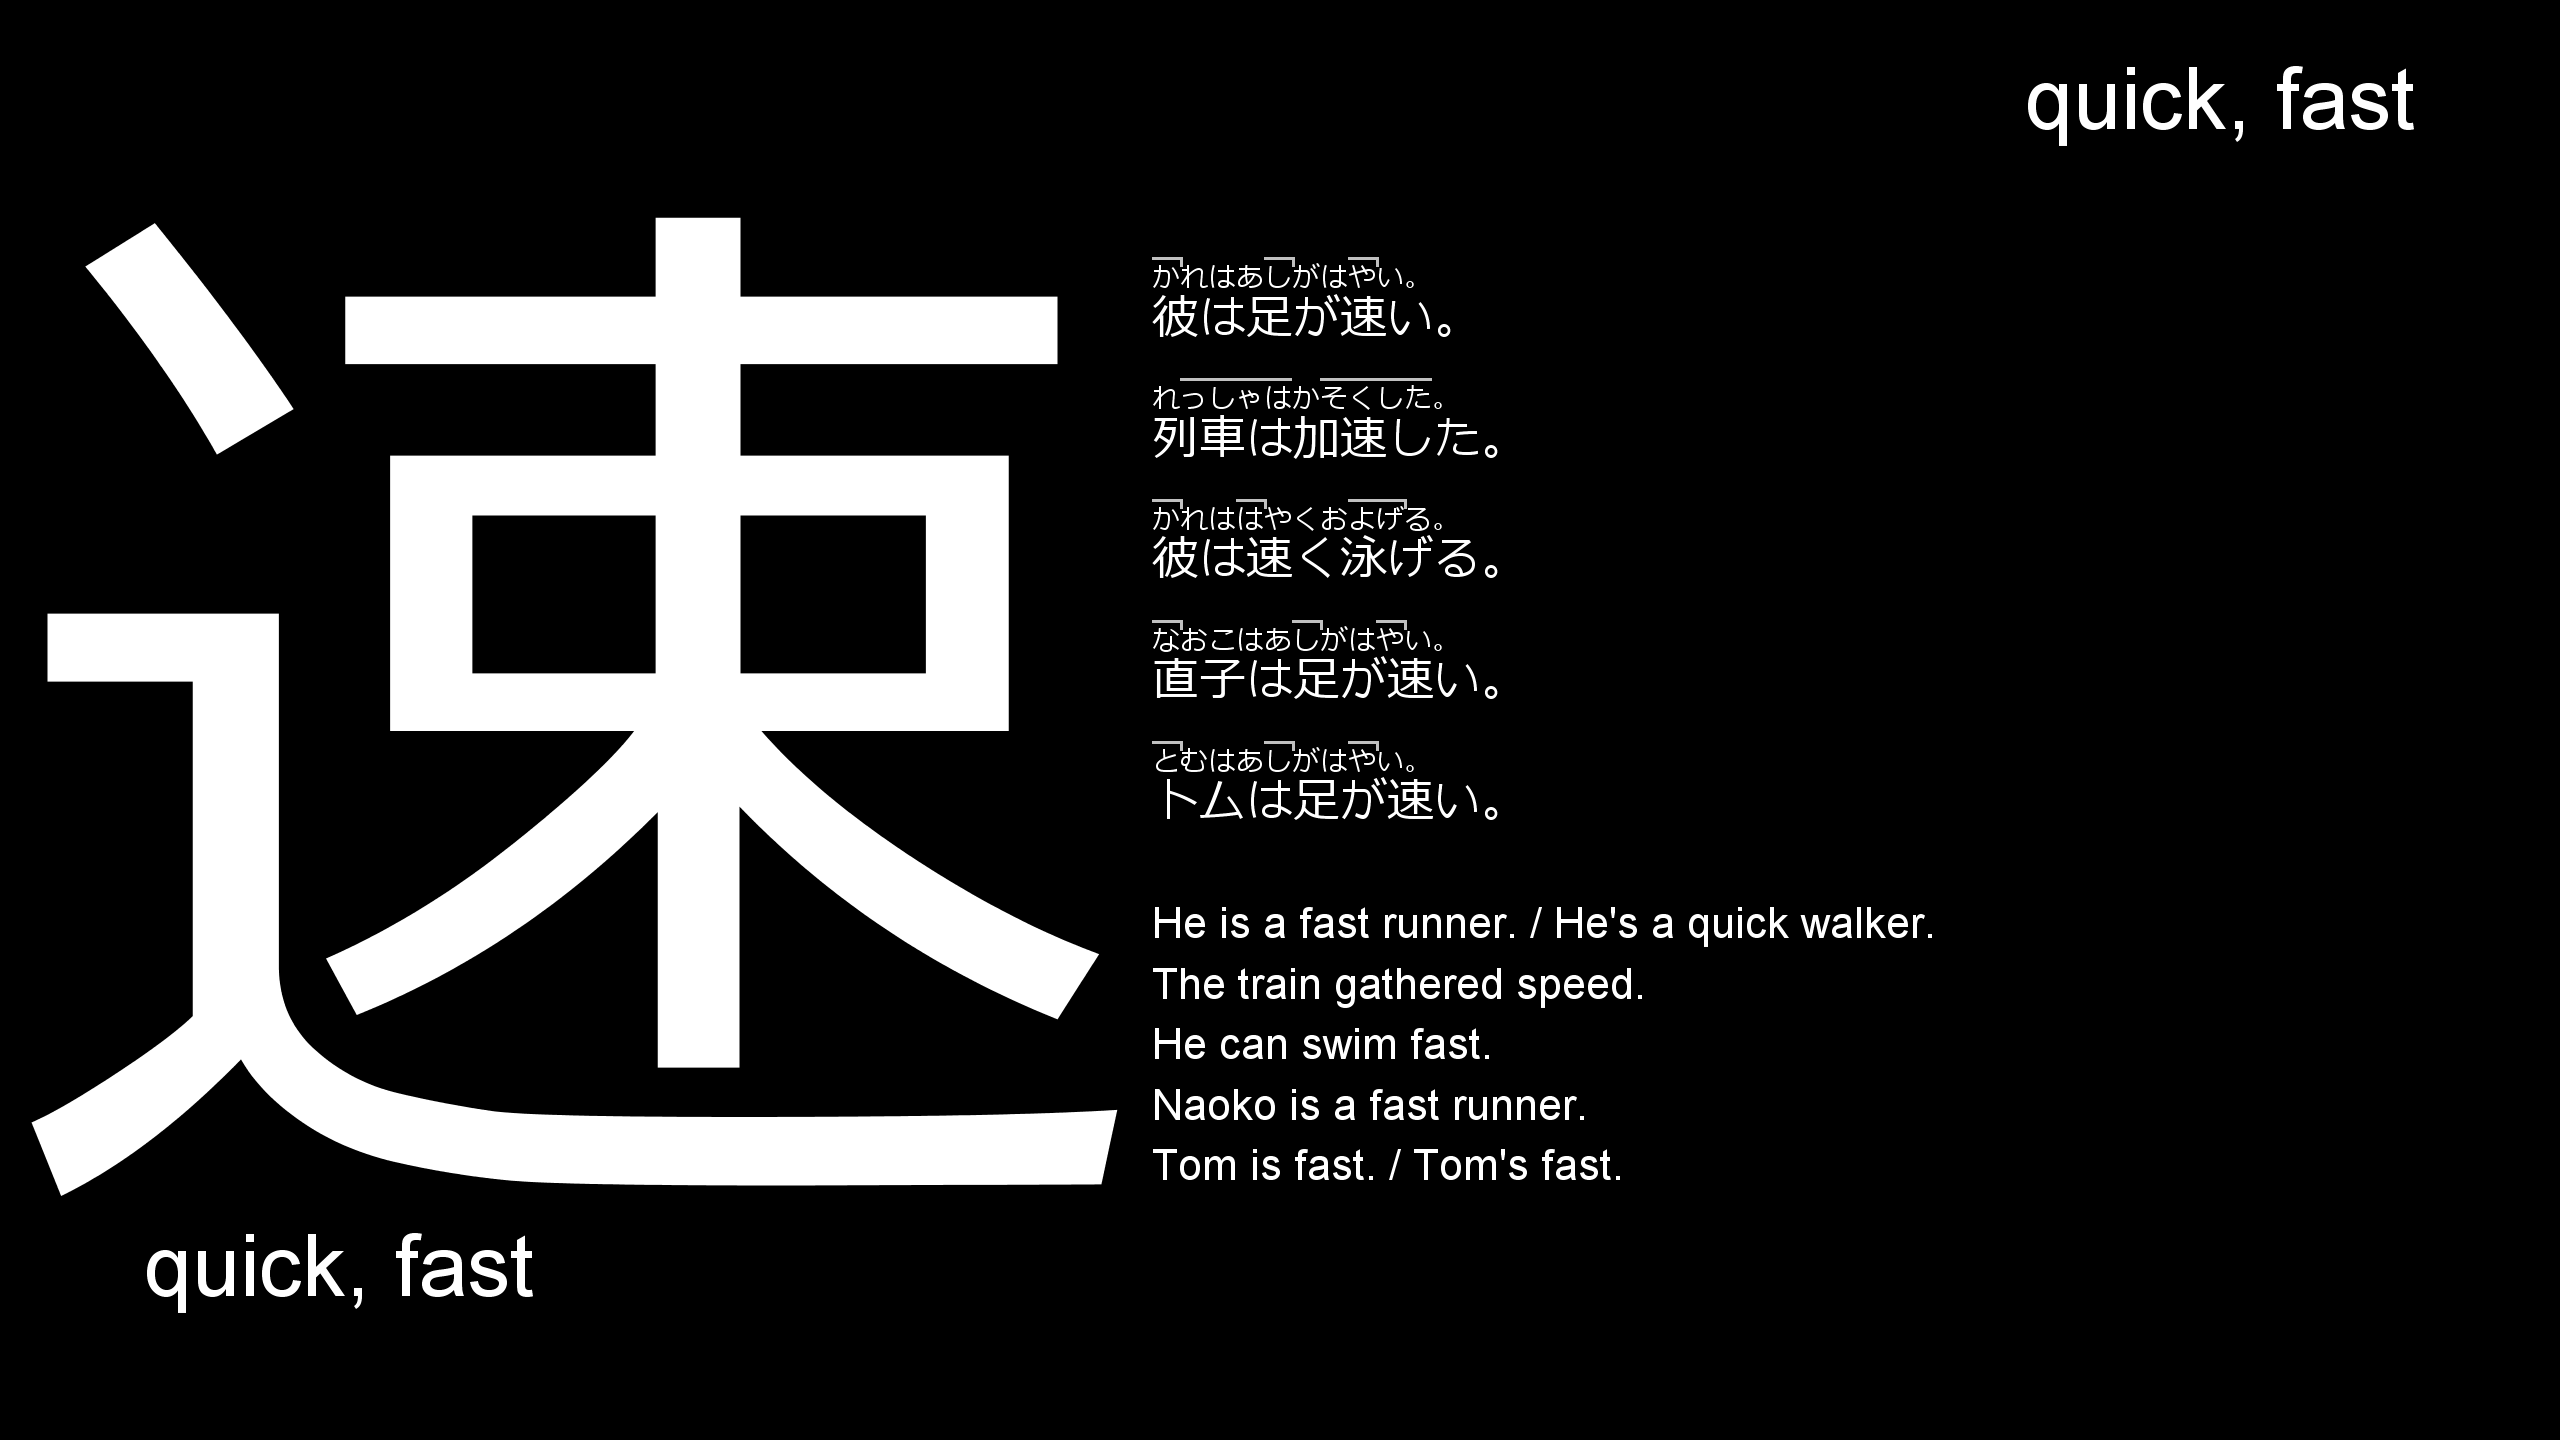 quick, fast
速
かれはあしがはやい。
彼は足が速い。
れっしゃはかそくした。
列車は加速した。
かれははやくおよげる。
彼は速く泳げる。
なおこはあしがはやい。
直子は足が速い。
とむはあしがはやい。
トムは足が速い。
He is a fast runner. / He's a quick walker.
The train gathered speed.
He can swim fast.
Naoko is a fast runner.
Tom is fast. / Tom's fast.
quick, fast